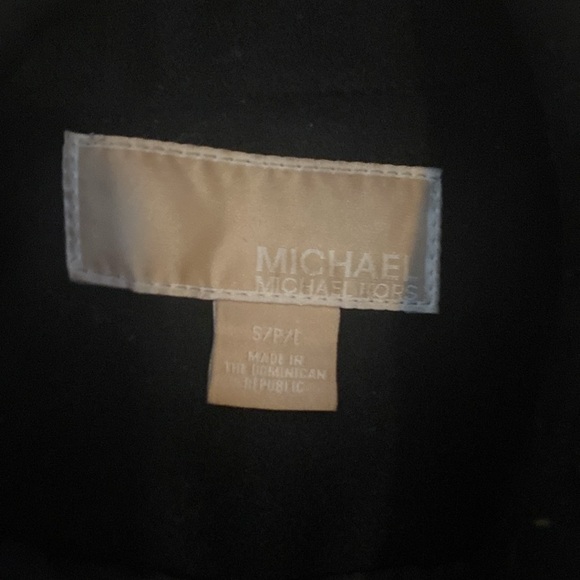 MICHAEL
MICHAEL KORS
S/P/L
MADE IN
THE DOMINICAN
REPUBLIC